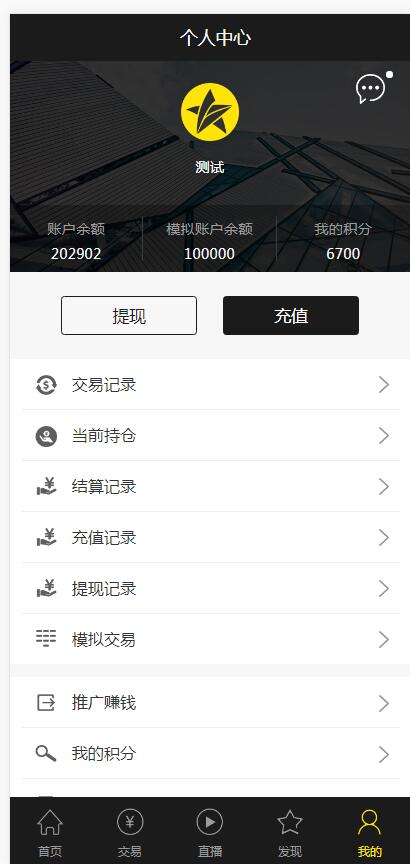 个人中心
测试
账户余额 模拟账户余额 我的积分
202902 100000 6700
提现 充值
交易记录
当前持仓
结算记录
充值记录
提现记录
模拟交易
推广赚钱
我的积分
首页 交易 直播 发现 我的